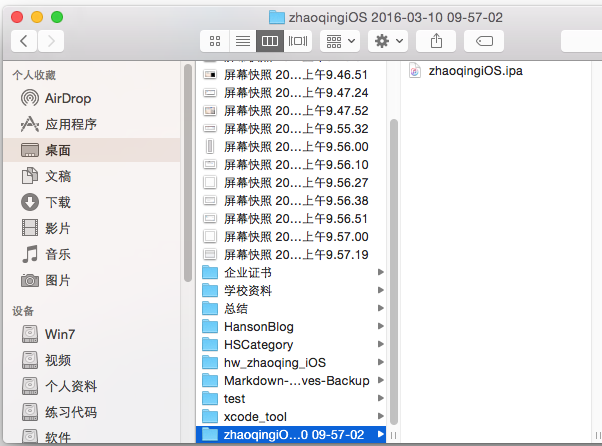 zhaoqingiOS 2016-03-10 09-57-02
个人收藏
AirDrop
应用程序
桌面
文稿
下载
影片
音乐
图片
设备
Win7
视频
个人资料
练习代码
软件
屏幕快照 20...上午9.46.51
屏幕快照 20...上午9.47.24
屏幕快照 20...上午9.47.52
屏幕快照 20...上午9.55.32
屏幕快照 20...上午9.56.00
屏幕快照 20...上午9.56.10
屏幕快照 20...上午9.56.27
屏幕快照 20...上午9.56.38
屏幕快照 20...上午9.56.51
屏幕快照 20...上午9.57.00
屏幕快照 20...上午9.57.19
企业证书
学校资料
总结
HansonBlog
HSCategory
hw_zhaoqing_iOS
Markdown-...ves-Backup
test
xcode_tool
zhaoqingiO...0 09-57-02
zhaoqingiOS.ipa